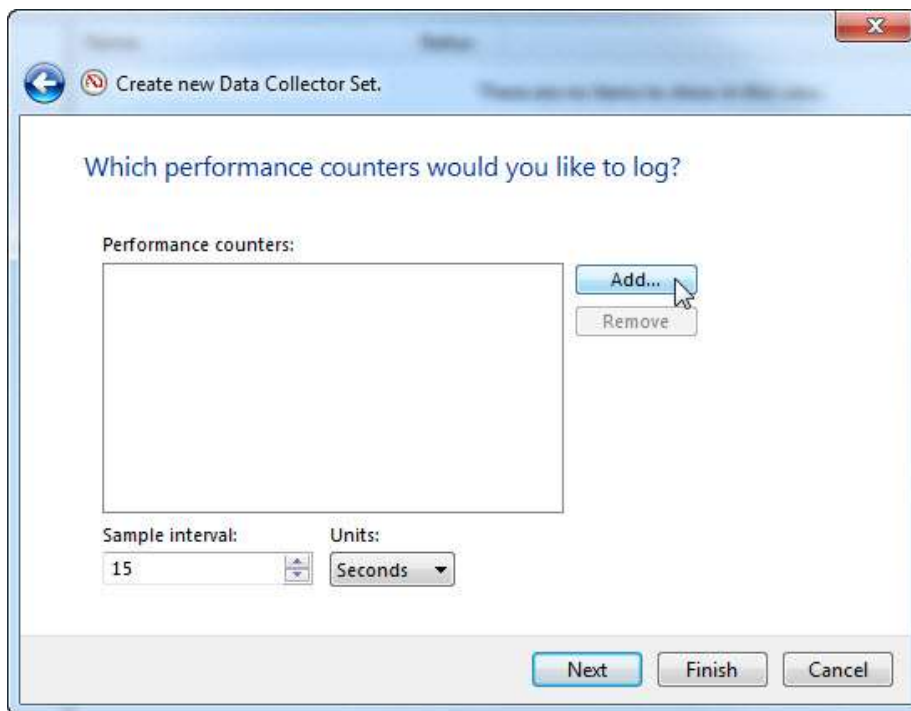 Create new Data Collector Set.
Which performance counters would you like to log?
Performance counters:
Add...
Remove
Sample interval:
Units:
15
Seconds
Next
Finish
Cancel